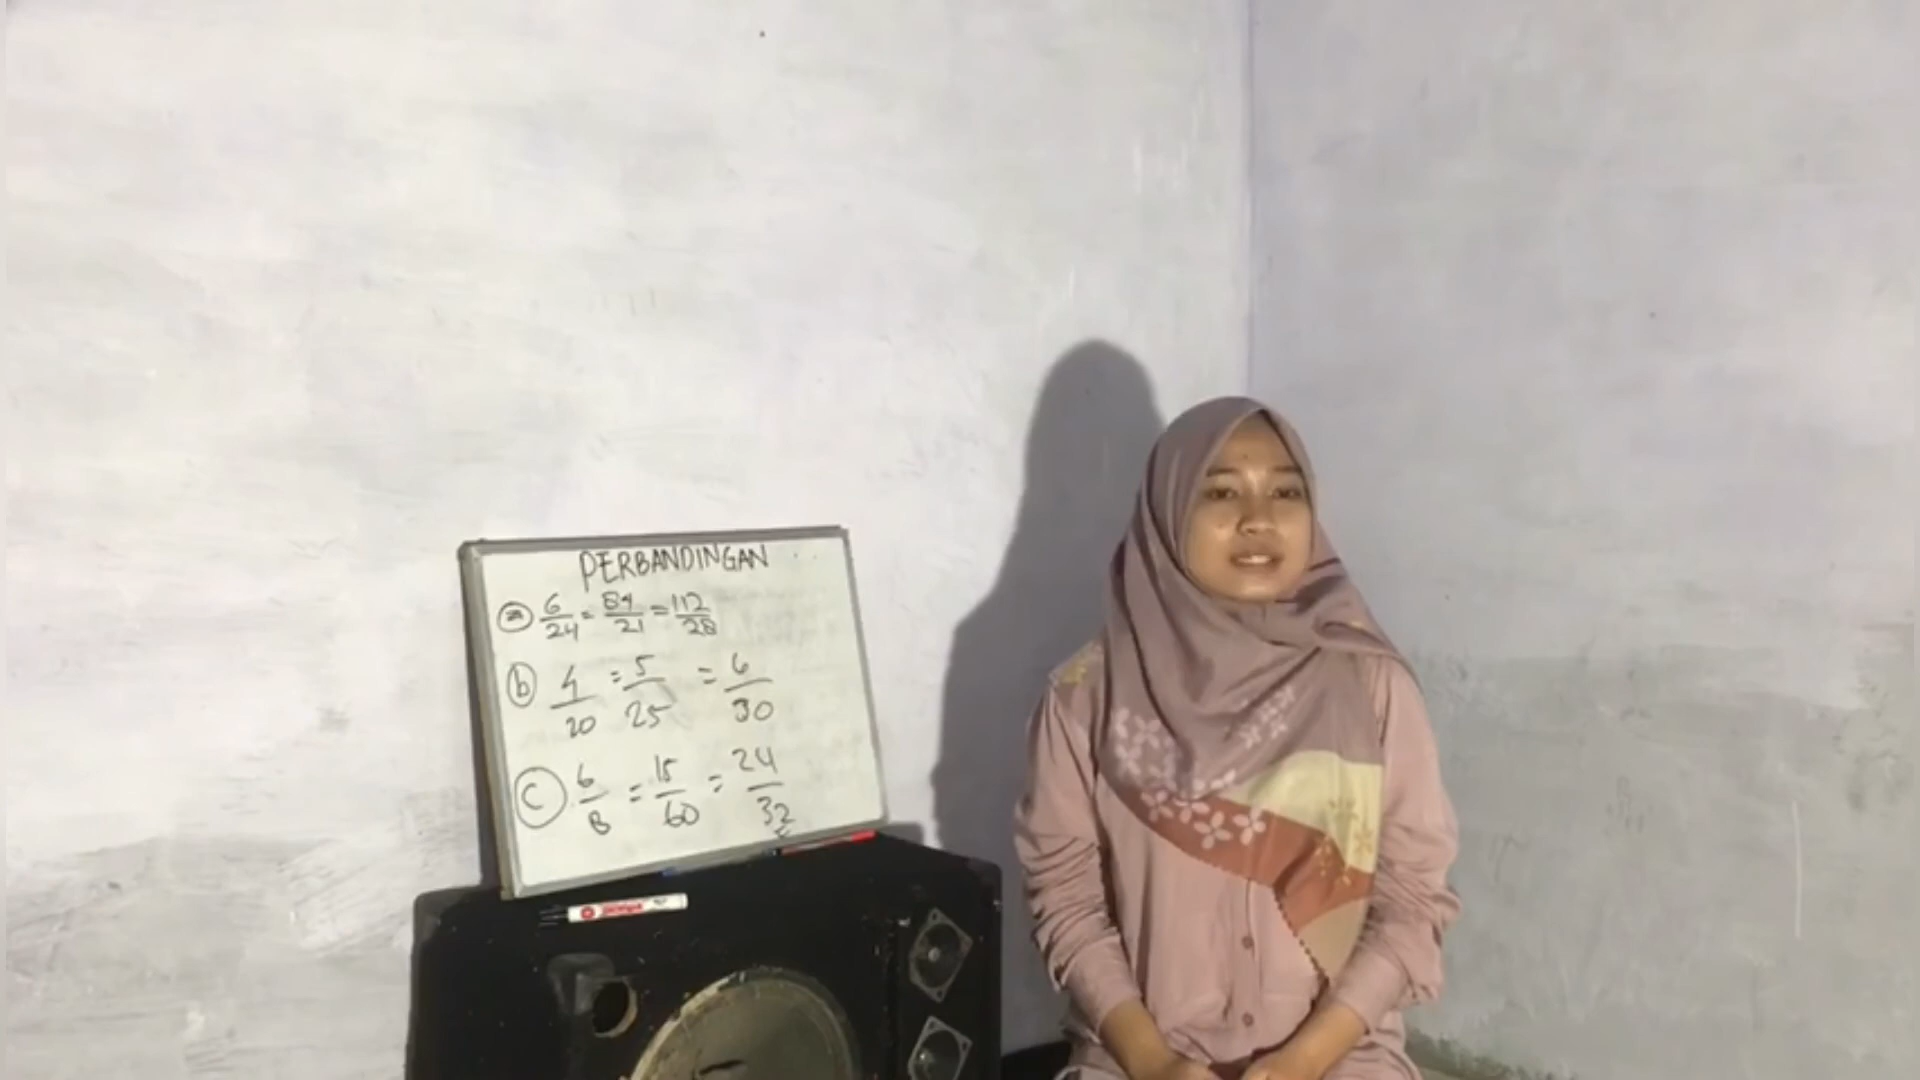 PERBANDINGAN
a 6/24 = 84/21 = 112/28
b 4/20 = 5/25 = 6/30
c 6/8 = 15/60 = 24/32